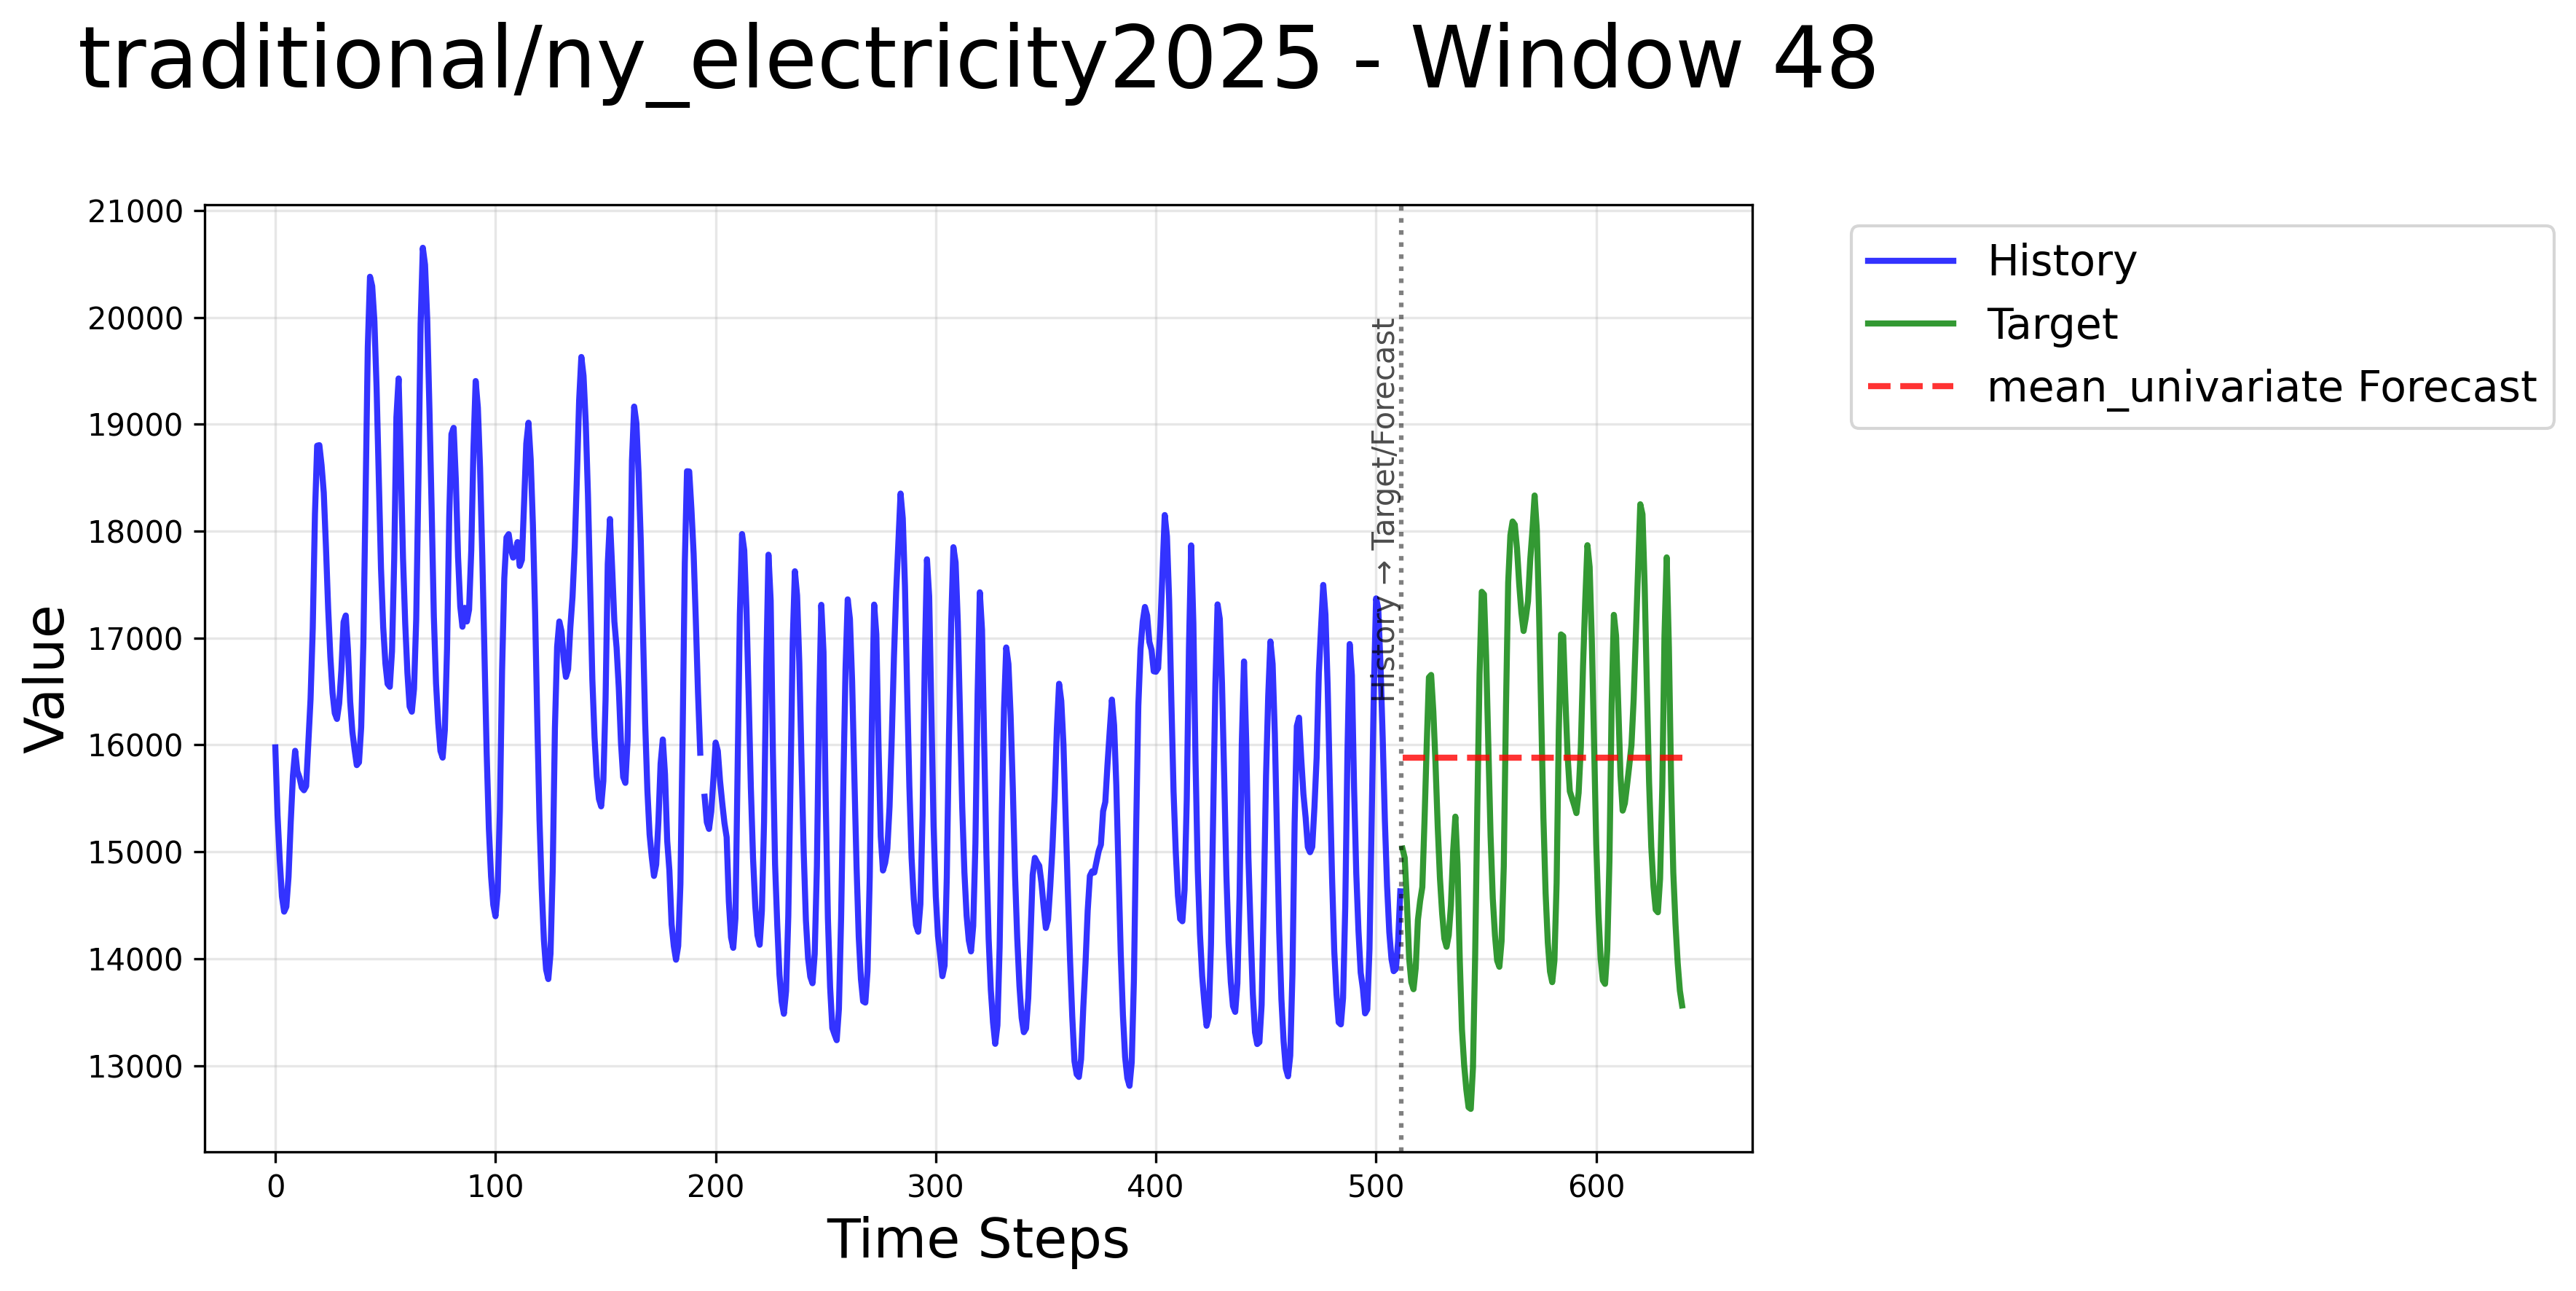 traditional/ny_electricity2025 - Window 48
21000
20000
19000
18000
17000
16000
15000
14000
13000
Value
0
100
200
300
400
500
600
Time Steps
History → Target/Forecast
History
Target
mean_univariate Forecast